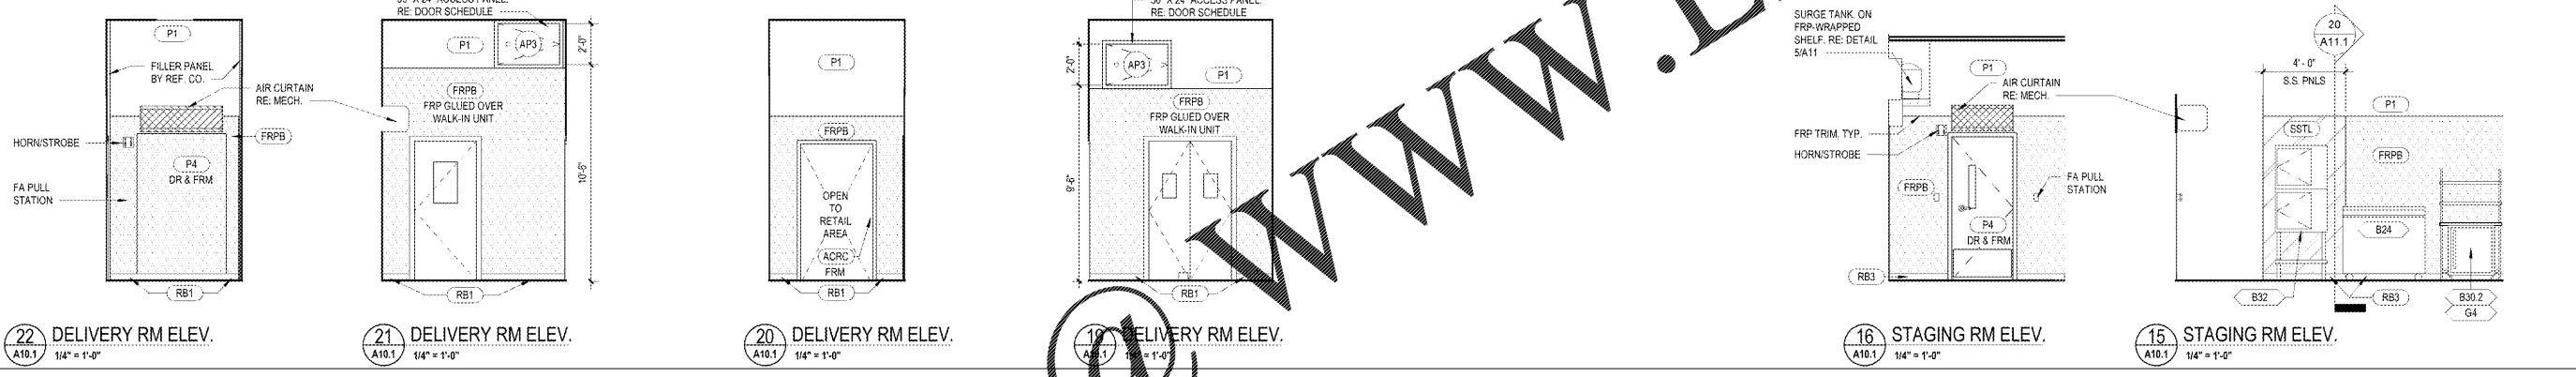 P1
FILLER PANEL
BY REF. CO.
AIR CURTAIN
RE: MECH.
HORN/STROBE
FRPB
P4
DR & FRM
FA PULL
STATION
RB1
22
A10.1
DELIVERY RM ELEV.
1/4" = 1'-0"
RE: DOOR SCHEDULE
P1
AP3
2'-0"
FRPB
FRP GLUED OVER
WALK-IN UNIT
10'-6"
RB1
21
A10.1
DELIVERY RM ELEV.
1/4" = 1'-0"
P1
FRPB
OPEN
TO
RETAIL
AREA
ACRC
FRM
RB1
20
A10.1
DELIVERY RM ELEV.
1/4" = 1'-0"
RE: DOOR SCHEDULE
AP3
2'-0"
P1
FRPB
FRP GLUED OVER
WALK-IN UNIT
9'-6"
RB1
19
DELIVERY RM ELEV.
@ www.
SURGE TANK. ON
FRP-WRAPPED
SHELF. RE: DETAIL
5/A11
P1
AIR CURTAIN
RE: MECH.
FRP TRIM. TYP.
HORN/STROBE
FRPB
FA PULL
STATION
P4
DR & FRM
RB3
16
A10.1
STAGING RM ELEV.
1/4" = 1'-0"
20
A11.1
4' - 0"
S.S. PNLS
P1
SSTL
FRPB
B24
B32
RB3
B30.2
G4
15
A10.1
STAGING RM ELEV.
1/4" = 1'-0"